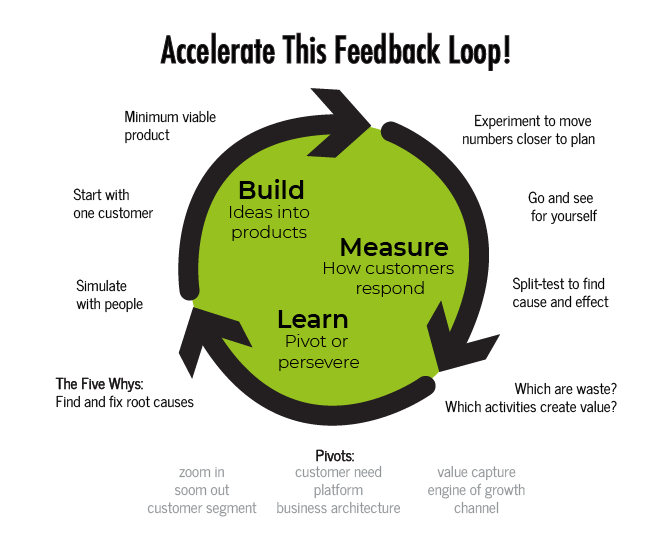 Accelerate This Feedback Loop!
Minimum viable
product
Start with
one customer
Simulate
with people
The Five Whys:
Find and fix root causes
Build
Ideas into
products
Measure
How customers
respond
Learn
Pivot or
persevere
Experiment to move
numbers closer to plan
Go and see
for yourself
Split-test to find
cause and effect
Which are waste?
Which activities create value?
Pivots:
zoom in
soom out
customer segment
customer need
platform
business architecture
value capture
engine of growth
channel